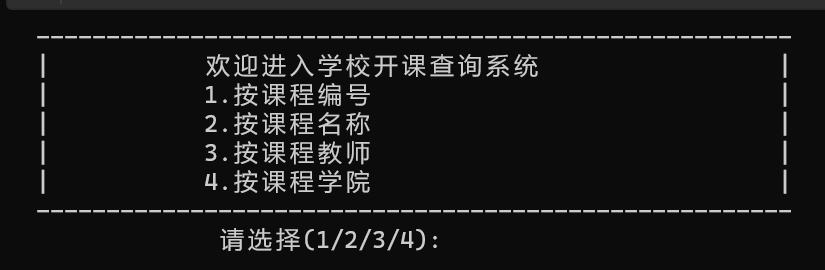 欢迎进入学校开课查询系统
1.按课程编号
2.按课程名称
3.按课程教师
4.按课程学院
请选择(1/2/3/4):